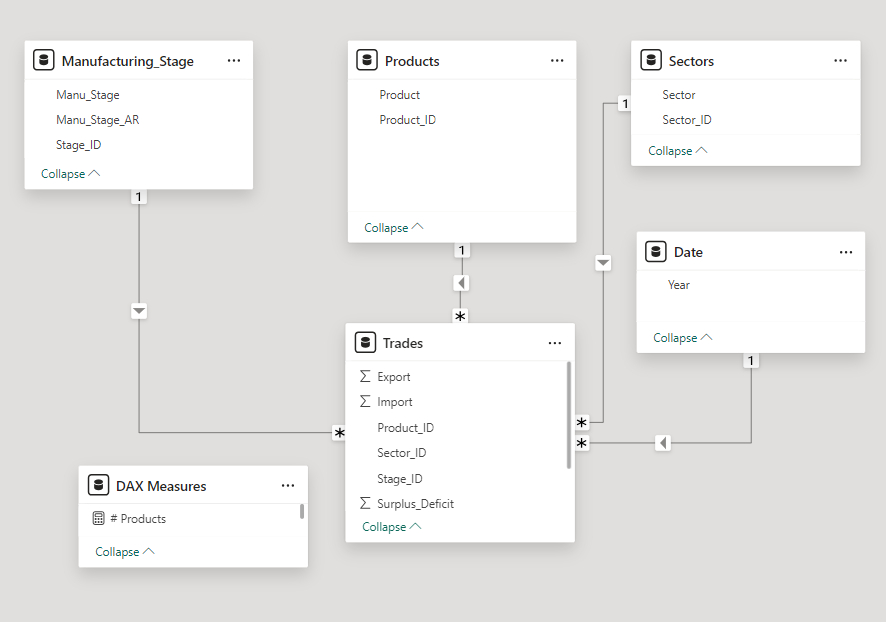 Manufacturing_Stage
Manu_Stage
Manu_Stage_AR
Stage_ID
Collapse
1
Products
Product
Product_ID
Collapse
1
*
Sectors
Sector
Sector_ID
Collapse
1
Date
Year
Collapse
1
Trades
Σ Export
Σ Import
Product_ID
Sector_ID
Stage_ID
Σ Surplus_Deficit
Collapse
*
*
*
DAX Measures
# Products
Collapse